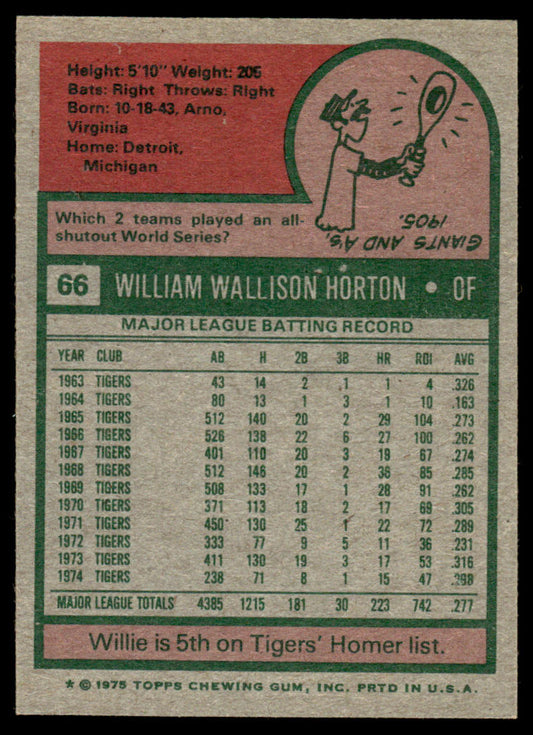 Height: 5'10" Weight: 205
Bats: Right Throws: Right
Born: 10-18-43, Arno,
Virginia
Home: Detroit,
Michigan
Which 2 teams played an all-
shutout World Series?
GIANTS AND A's,
1905.
66 WILLIAM WALLISON HORTON • OF
MAJOR LEAGUE BATTING RECORD
YEAR CLUB AB H 2B 3B HR RBI AVG
1963 TIGERS 43 14 2 1 1 4 .326
1964 TIGERS 80 13 1 3 1 10 .163
1965 TIGERS 512 140 20 2 29 104 .273
1966 TIGERS 526 138 22 6 27 100 .262
1967 TIGERS 401 110 20 3 19 67 .274
1968 TIGERS 512 146 20 2 36 85 .285
1969 TIGERS 508 133 17 1 28 91 .262
1970 TIGERS 371 113 18 2 17 69 .305
1971 TIGERS 450 130 25 1 22 72 .289
1972 TIGERS 333 77 9 5 11 36 .231
1973 TIGERS 411 130 19 3 17 53 .316
1974 TIGERS 238 71 8 1 15 47 .298
MAJOR LEAGUE TOTALS 4385 1215 181 30 223 742 .277
Willie is 5th on Tigers' Homer list.
* © 1975 TOPPS CHEWING GUM, INC. PRTD IN U.S.A.